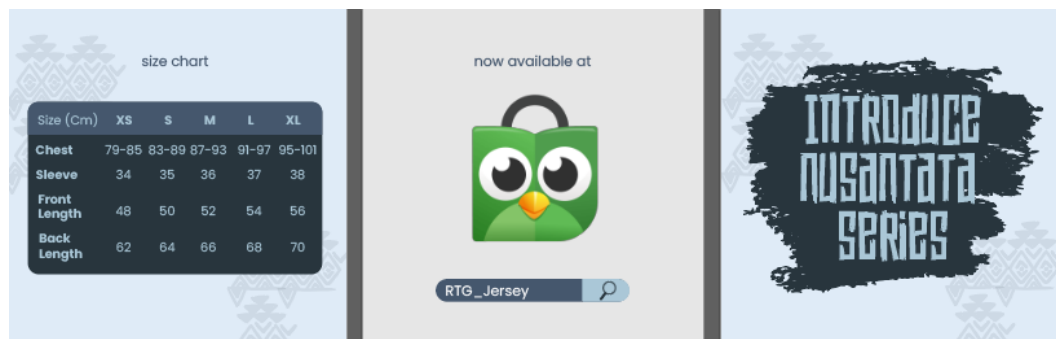 size chart
Size (Cm) XS S M L XL
Chest 79-85 83-89 87-93 91-97 95-101
Sleeve 34 35 36 37 38
Front
Length 48 50 52 54 56
Back
Length 62 64 66 68 70
now available at
RTG_Jersey
INTRODUCE
NUSANTATA
SERIES